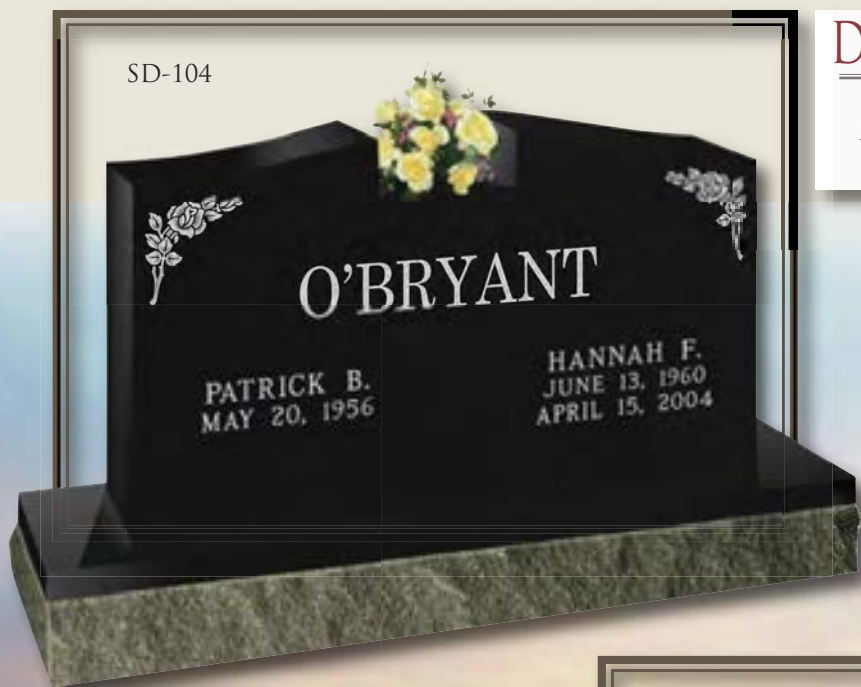 SD-104
D
O'BRYANT
PATRICK B.
MAY 20, 1956
HANNAH F.
JUNE 13, 1960
APRIL 15, 2004